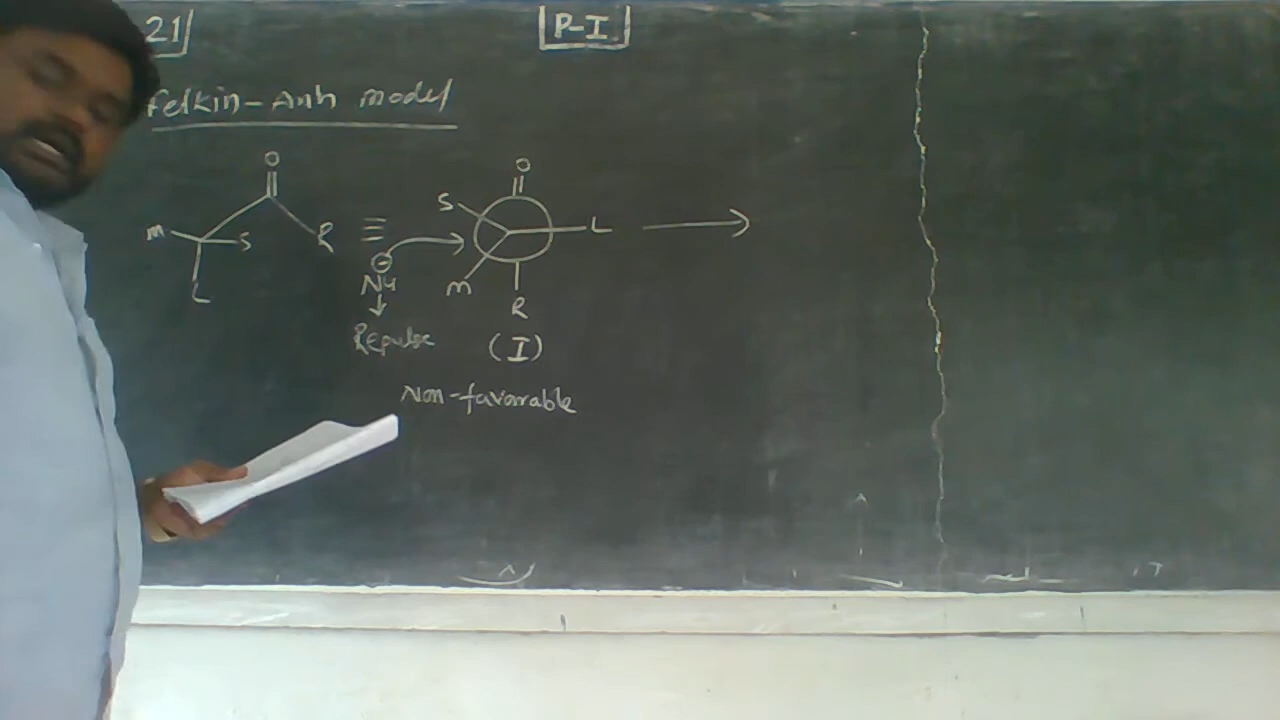 21
P-I
Felkin-Anh model
O
M
S
R
L
≡
⊖
Nu
↓
Repulse
O
S
L
M
R
(I)
Non-favorable